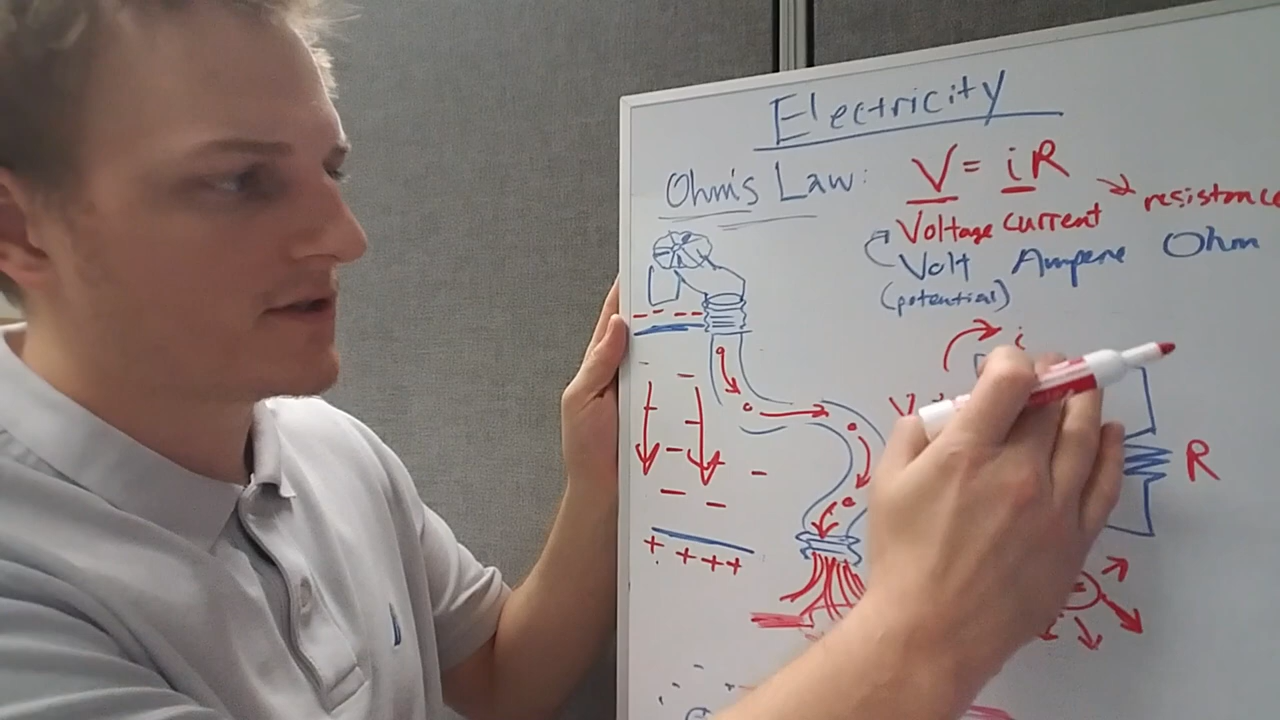 Electricity
Ohm's Law: V = iR
Voltage current resistance
Volt Ampere Ohm
(potential)
i
V
R